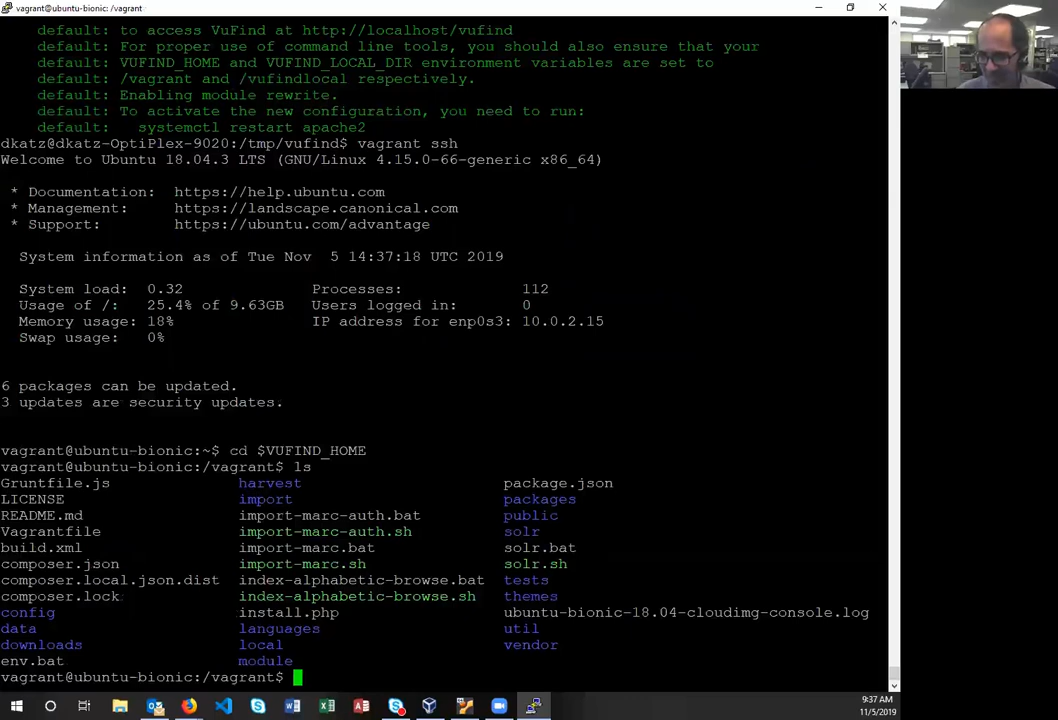 vagrant@ubuntu-bionic: /vagrant
default: to access VuFind at http://localhost/vufind
default: For proper use of command line tools, you should also ensure that your
default: VUFIND_HOME and VUFIND_LOCAL_DIR environment variables are set to
default: /vagrant and /vufindlocal respectively.
default: Enabling module rewrite.
default: To activate the new configuration, you need to run:
default:   systemctl restart apache2
dkatz@dkatz-OptiPlex-9020:/tmp/vufind$ vagrant ssh
Welcome to Ubuntu 18.04.3 LTS (GNU/Linux 4.15.0-66-generic x86_64)
* Documentation:  https://help.ubuntu.com
* Management:     https://landscape.canonical.com
* Support:        https://ubuntu.com/advantage
System information as of Tue Nov  5 14:37:18 UTC 2019
System load:  0.32              Processes:             112
Usage of /:   25.4% of 9.63GB   Users logged in:       0
Memory usage: 18%               IP address for enp0s3: 10.0.2.15
Swap usage:   0%
6 packages can be updated.
3 updates are security updates.
vagrant@ubuntu-bionic:~$ cd $VUFIND_HOME
vagrant@ubuntu-bionic:/vagrant$ ls
Gruntfile.js harvest package.json
LICENSE import packages
README.md import-marc-auth.bat public
Vagrantfile import-marc-auth.sh solr
build.xml import-marc.bat solr.bat
composer.json import-marc.sh solr.sh
composer.local.json.dist index-alphabetic-browse.bat tests
composer.lock index-alphabetic-browse.sh themes
config install.php ubuntu-bionic-18.04-cloudimg-console.log
data languages util
downloads local vendor
env.bat module
vagrant@ubuntu-bionic:/vagrant$
9:37 AM
11/5/2019